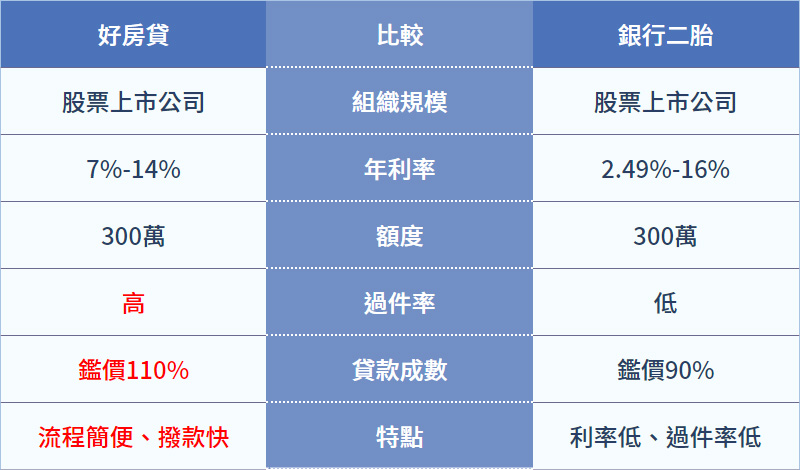 好房貸 比較 銀行二胎
股票上市公司 組織規模 股票上市公司
7%-14% 年利率 2.49%-16%
300萬 額度 300萬
高 過件率 低
鑑價110% 貸款成數 鑑價90%
流程簡便、撥款快 特點 利率低、過件率低